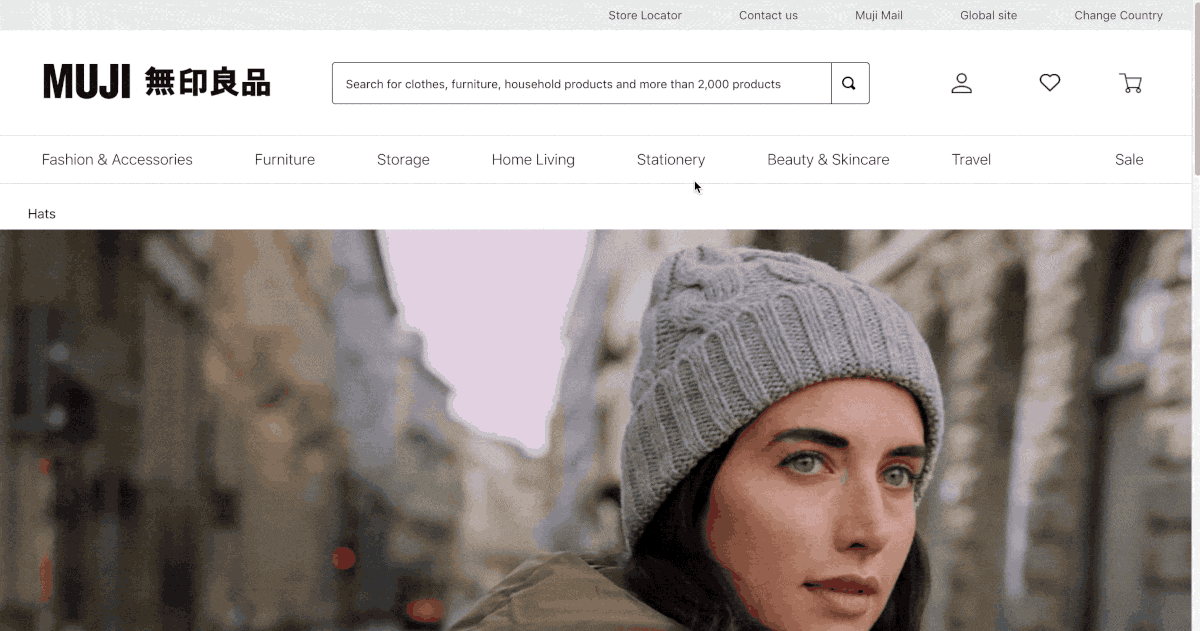 Store Locator Contact us Muji Mail Global site Change Country
MUJI 無印良品
Search for clothes, furniture, household products and more than 2,000 products
Fashion & Accessories Furniture Storage Home Living Stationery Beauty & Skincare Travel Sale
Hats